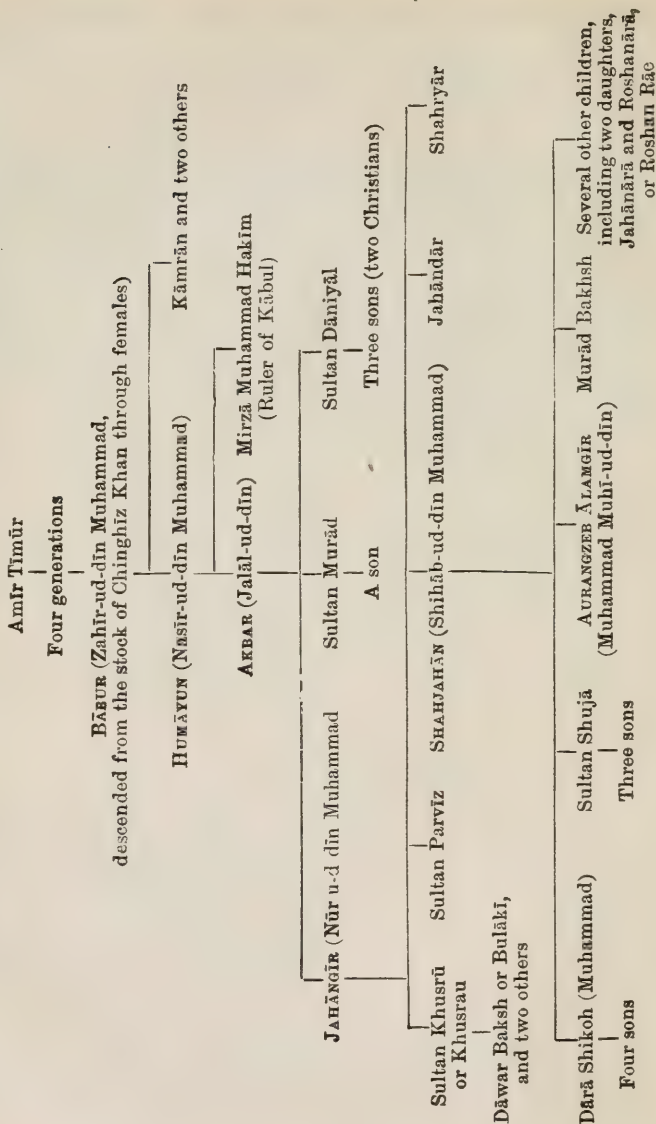 Amīr Tīmūr
Four generations
BĀBUR (Zahīr-ud-dīn Muhammad,
descended from the stock of Chinghīz Khan through females)
HUMĀYUN (Nasīr-ud-dīn Muhammad)
Kāmrān and two others
AKBAR (Jalāl-ud-dīn)
Mirzā Muhammad Hakīm
(Ruler of Kābul)
JAHĀNGĪR (Nūr u-d dīn Muhammad
Sultan Murād
Sultan Dāniyāl
A son
Three sons (two Christians)
Sultan Khusrū
or Khusrau
Sultan Parvīz
SHAHJAHĀN (Shihāb-ud-dīn Muhammad)
Jahāndār
Shahryār
Dāwar Baksh or Bulākī,
and two others
Dārā Shikoh (Muhammad)
Sultan Shujā
AURANGZEB ĀLAMGĪR
(Muhammad Muhī-ud-dīn)
Murād Bakhsh
Several other children,
including two daughters,
Jahānārā and Roshanārā,
or Roshan Rāe
Four sons
Three sons